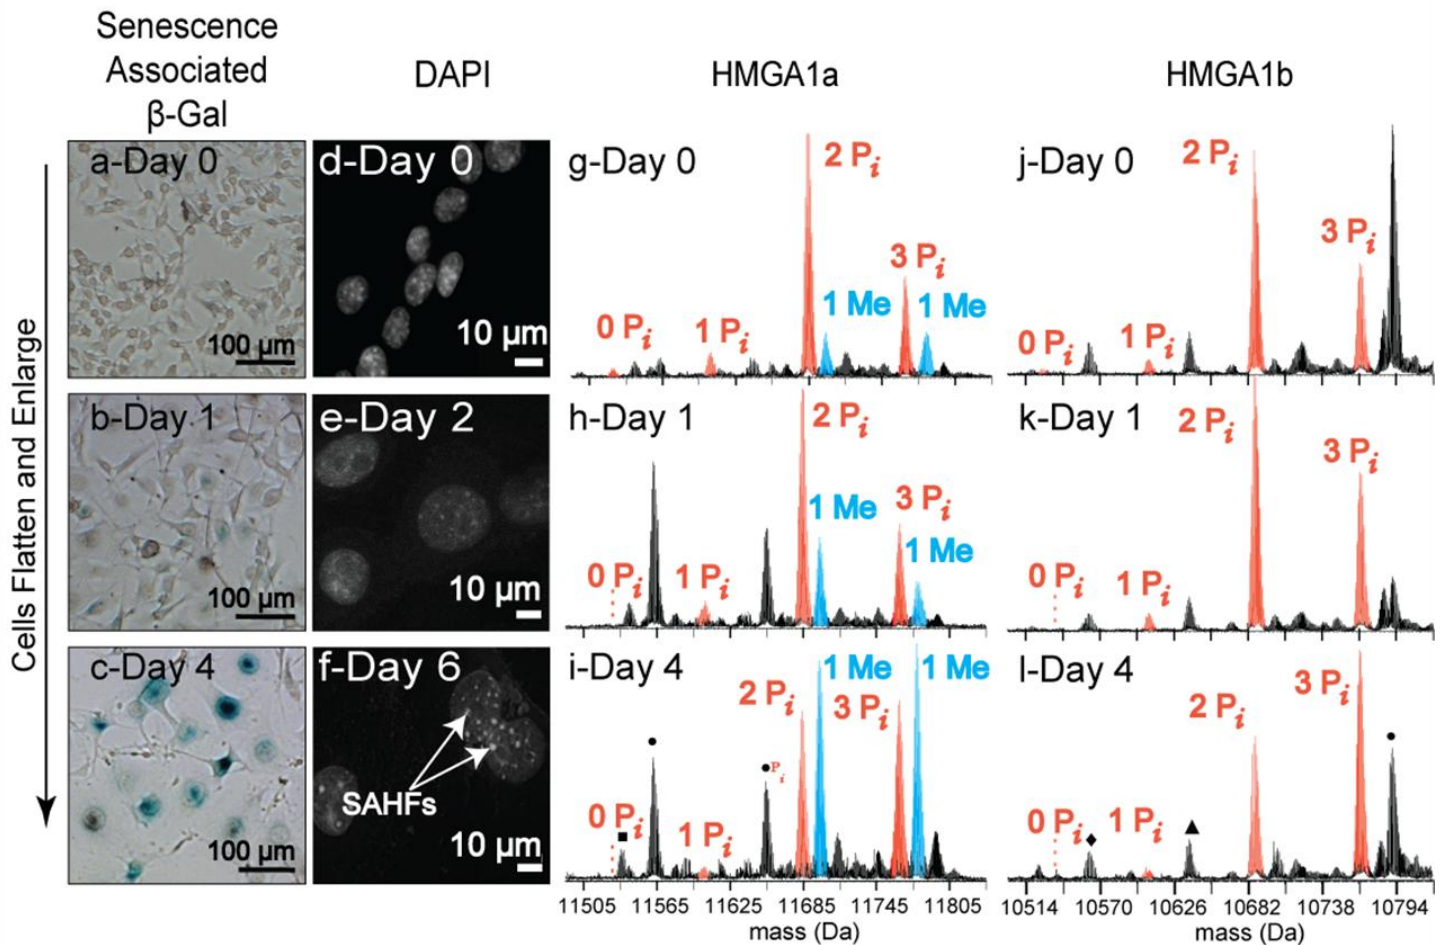 Senescence
Associated
β-Gal
DAPI
HMGA1a
HMGA1b
Cells Flatten and Enlarge
a-Day 0
100 µm
d-Day 0
10 µm
g-Day 0
0 Pi
1 Pi
2 Pi
1 Me
3 Pi
1 Me
j-Day 0
0 Pi
1 Pi
2 Pi
3 Pi
b-Day 1
100 µm
e-Day 2
10 µm
h-Day 1
0 Pi
1 Pi
2 Pi
1 Me
3 Pi
1 Me
k-Day 1
0 Pi
1 Pi
2 Pi
3 Pi
c-Day 4
100 µm
f-Day 6
SAHFs
10 µm
i-Day 4
0 Pi
1 Pi
Pi
2 Pi
1 Me
3 Pi
1 Me
l-Day 4
0 Pi
1 Pi
2 Pi
3 Pi
11505 11565 11625 11685 11745 11805
mass (Da)
10514 10570 10626 10682 10738 10794
mass (Da)